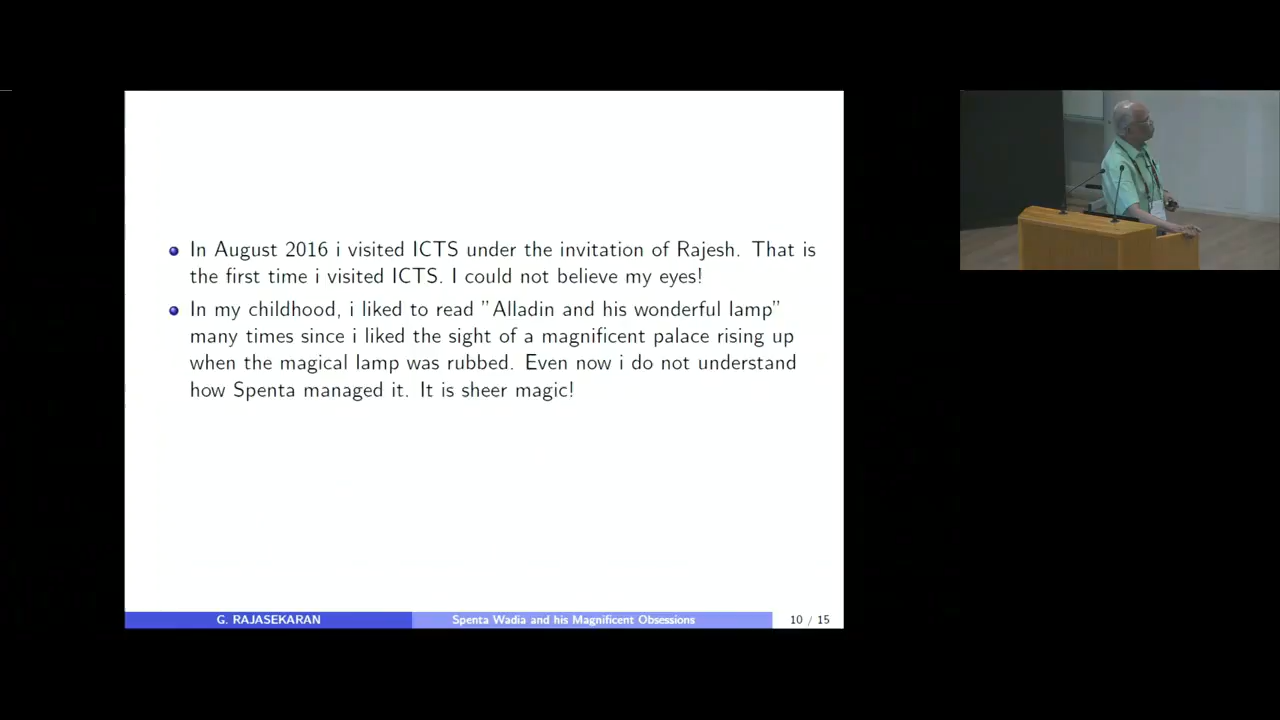 In August 2016 i visited ICTS under the invitation of Rajesh. That is
the first time i visited ICTS. I could not believe my eyes!
In my childhood, i liked to read "Alladin and his wonderful lamp"
many times since i liked the sight of a magnificent palace rising up
when the magical lamp was rubbed. Even now i do not understand
how Spenta managed it. It is sheer magic!
G. RAJASEKARAN
Spenta Wadia and his Magnificent Obsessions
10 / 15